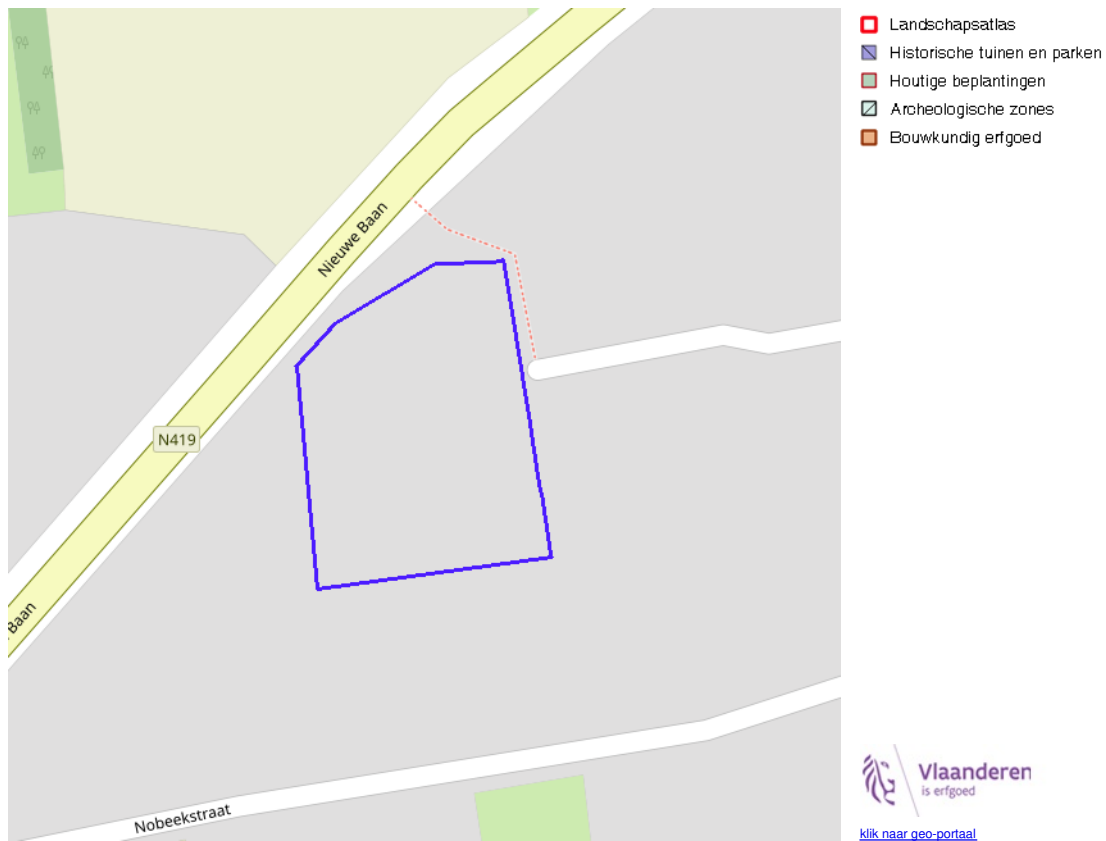 Nieuwe Baan
N419
Baan
Nobeekstraat
Landschapsatlas
Historische tuinen en parken
Houtige beplantingen
Archeologische zones
Bouwkundig erfgoed
Vlaanderen
is erfgoed
klik naar geo-portaal